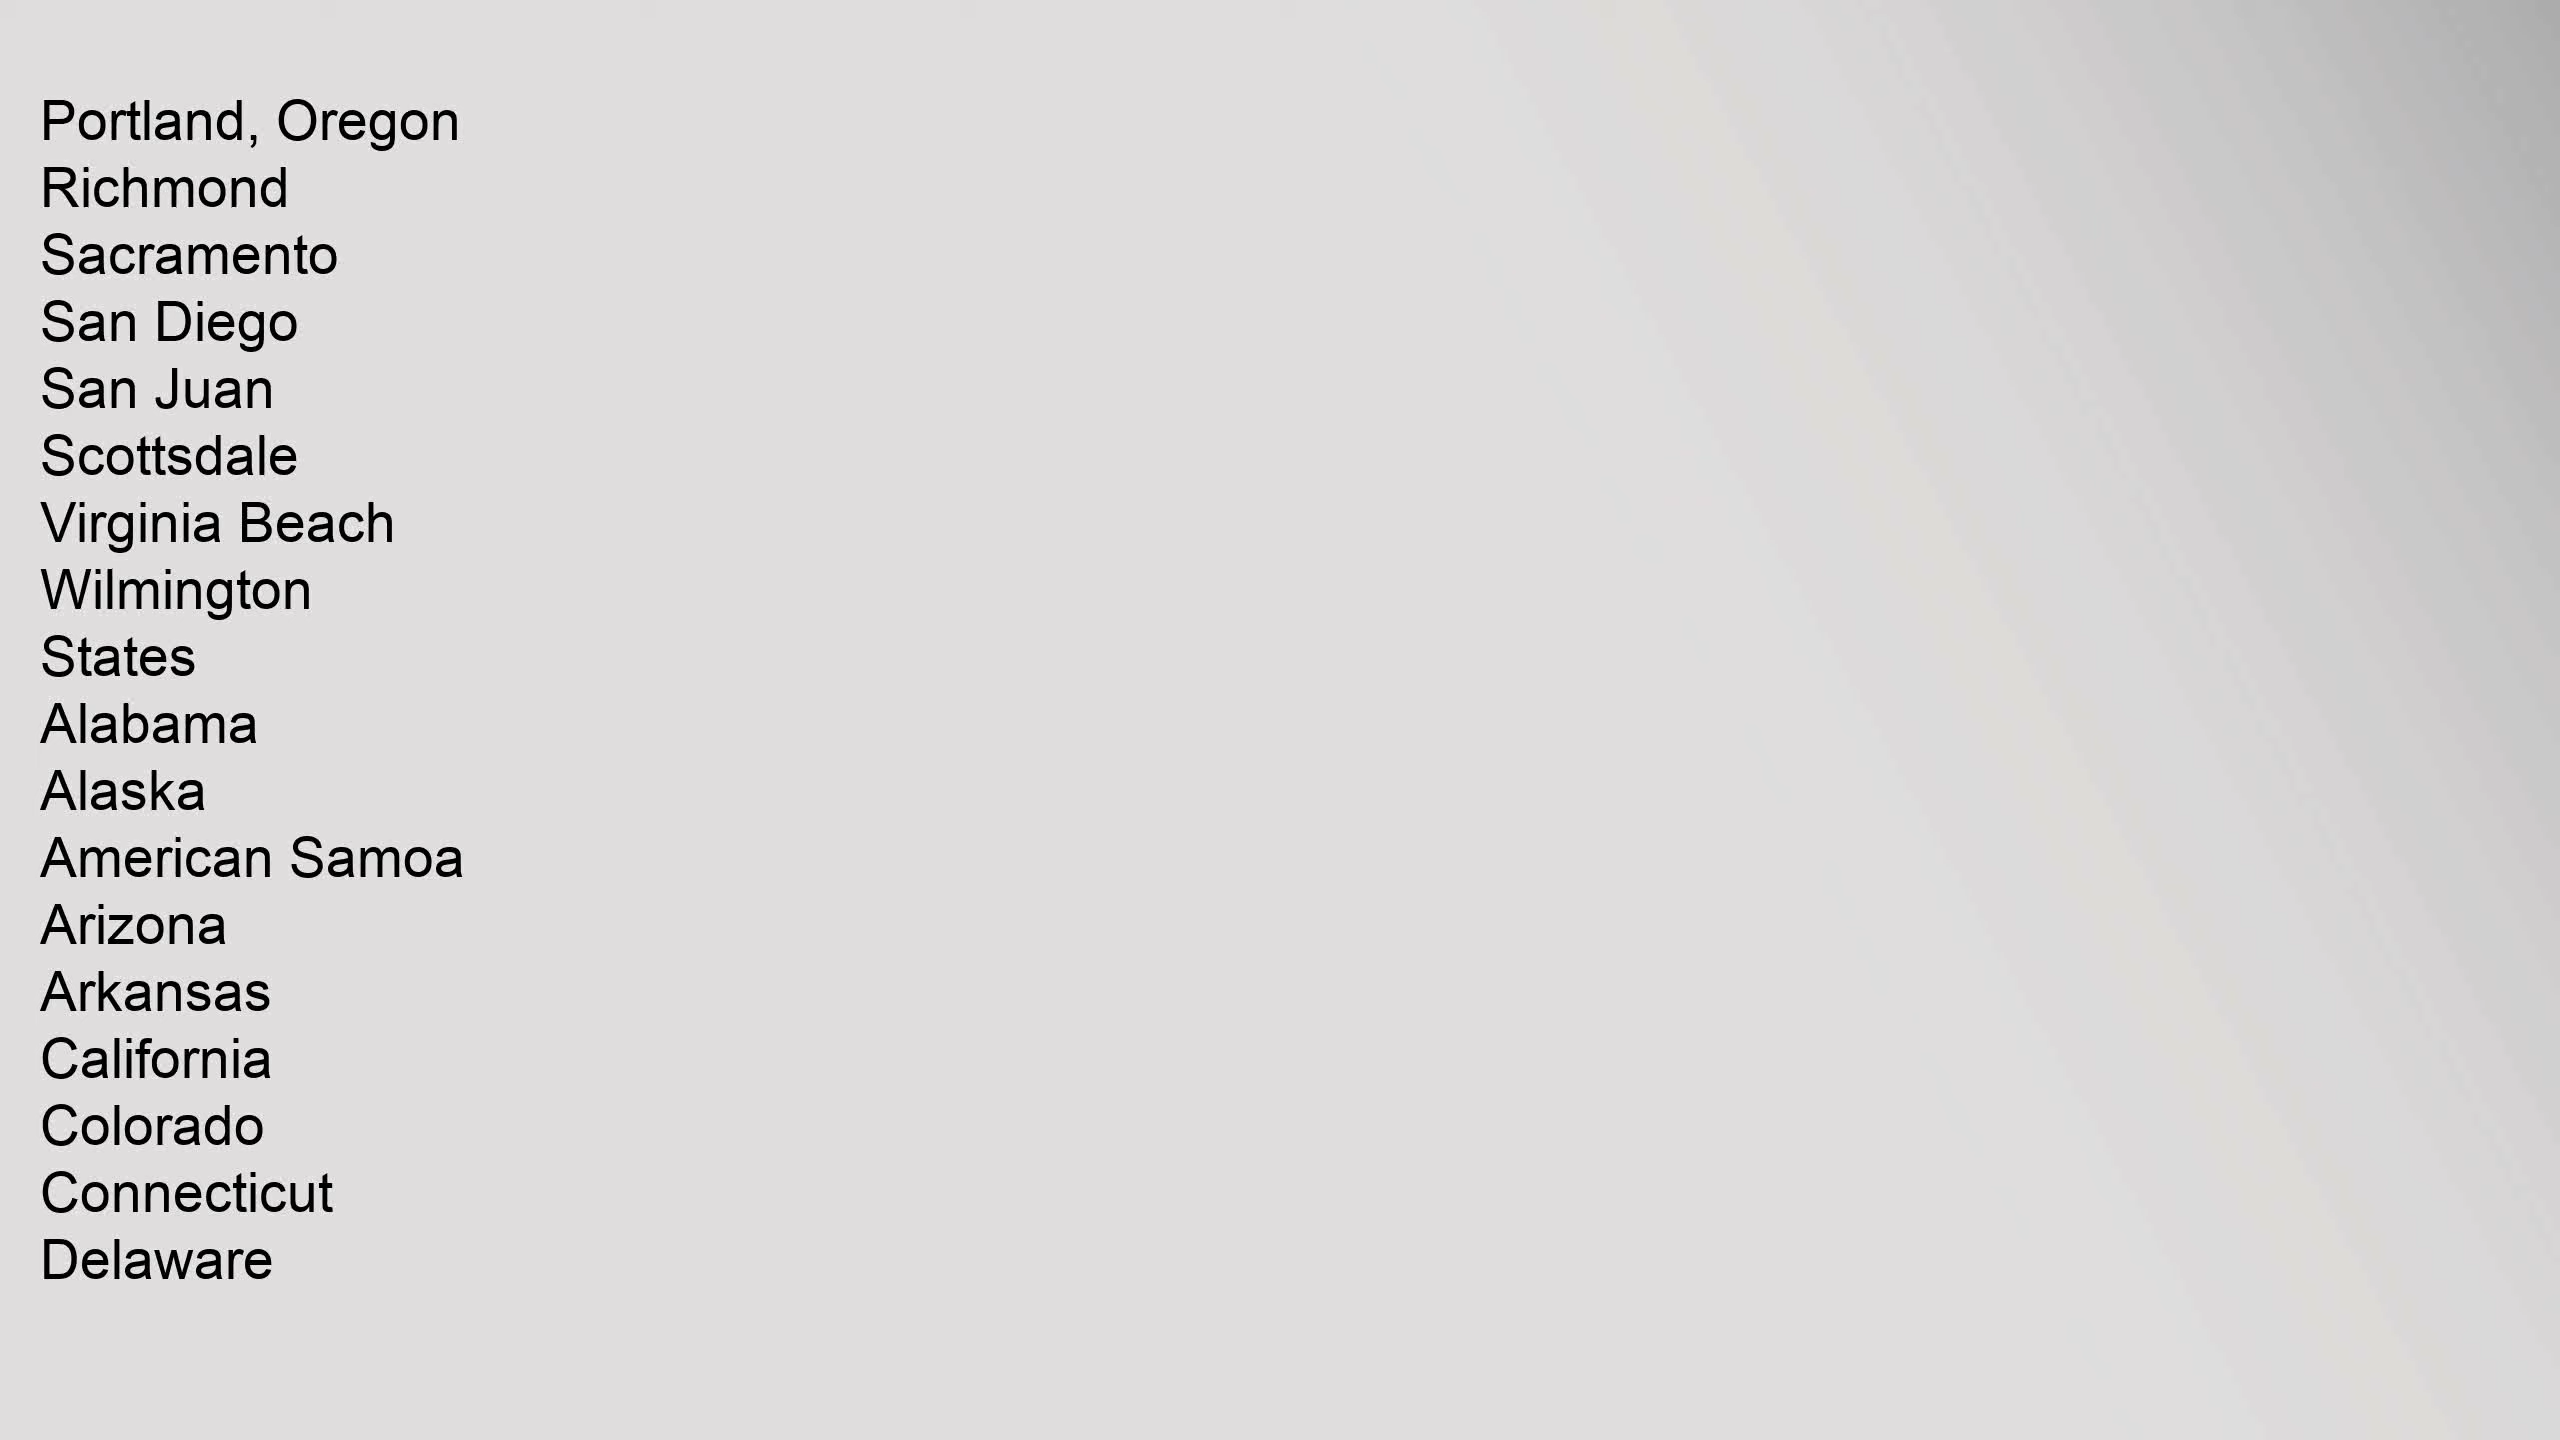 Portland, Oregon
Richmond
Sacramento
San Diego
San Juan
Scottsdale
Virginia Beach
Wilmington
States
Alabama
Alaska
American Samoa
Arizona
Arkansas
California
Colorado
Connecticut
Delaware